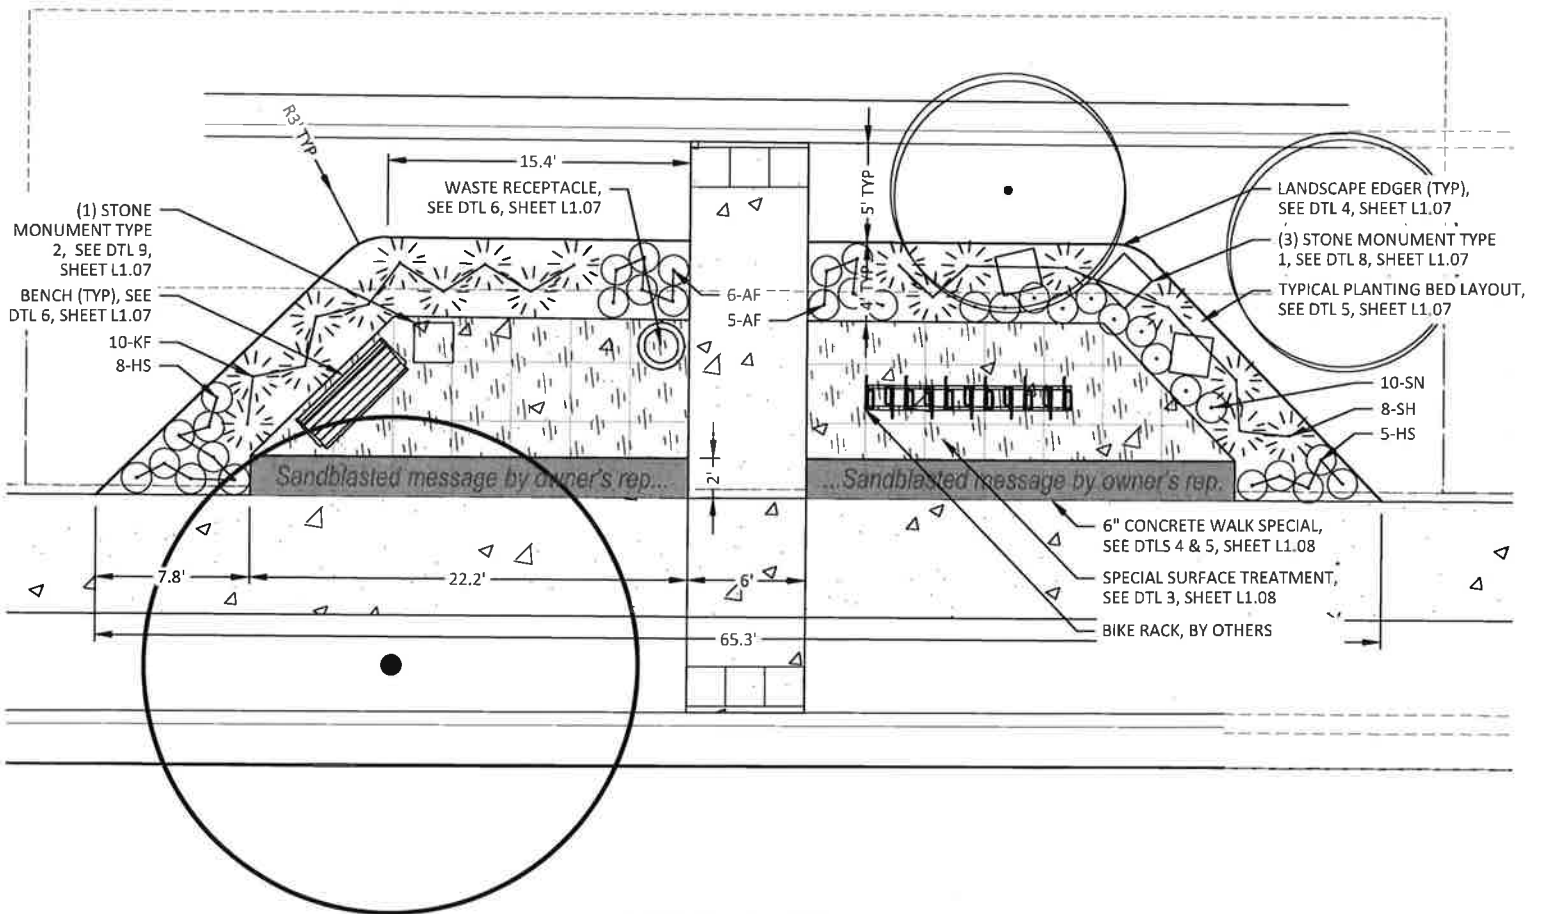 R3' TYP
15.4'
WASTE RECEPTACLE,
SEE DTL 6, SHEET L1.07
5' TYP
(1) STONE
MONUMENT TYPE
2, SEE DTL 9,
SHEET L1.07
BENCH (TYP), SEE
DTL 6, SHEET L1.07
10-KF
8-HS
6-AF
5-AF
4' TYP
LANDSCAPE EDGER (TYP),
SEE DTL 4, SHEET L1.07
(3) STONE MONUMENT TYPE
1, SEE DTL 8, SHEET L1.07
TYPICAL PLANTING BED LAYOUT,
SEE DTL 5, SHEET L1.07
10-SN
8-SH
5-HS
Sandblasted message by owner's rep...
2'
...Sandblasted message by owner's rep.
6" CONCRETE WALK SPECIAL,
SEE DTLS 4 & 5, SHEET L1.08
SPECIAL SURFACE TREATMENT,
SEE DTL 3, SHEET L1.08
BIKE RACK, BY OTHERS
7.8'
22.2'
6'
65.3'